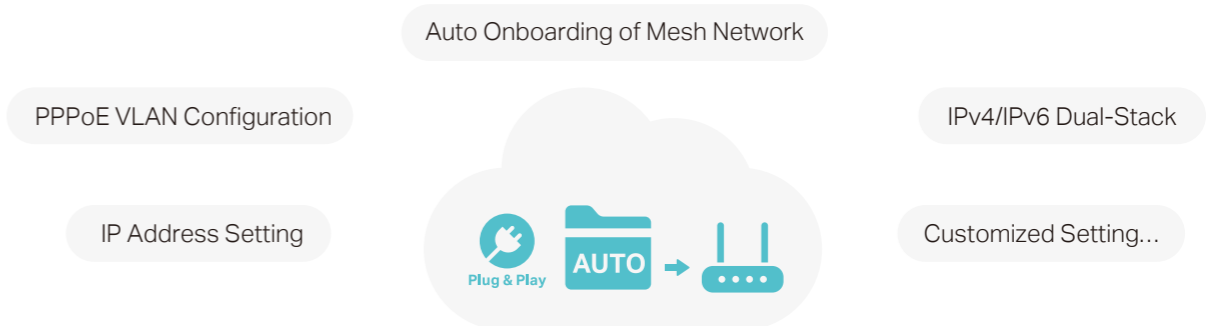 Auto Onboarding of Mesh Network
PPPoE VLAN Configuration
IPv4/IPv6 Dual-Stack
IP Address Setting
Customized Setting...
AUTO
Plug & Play